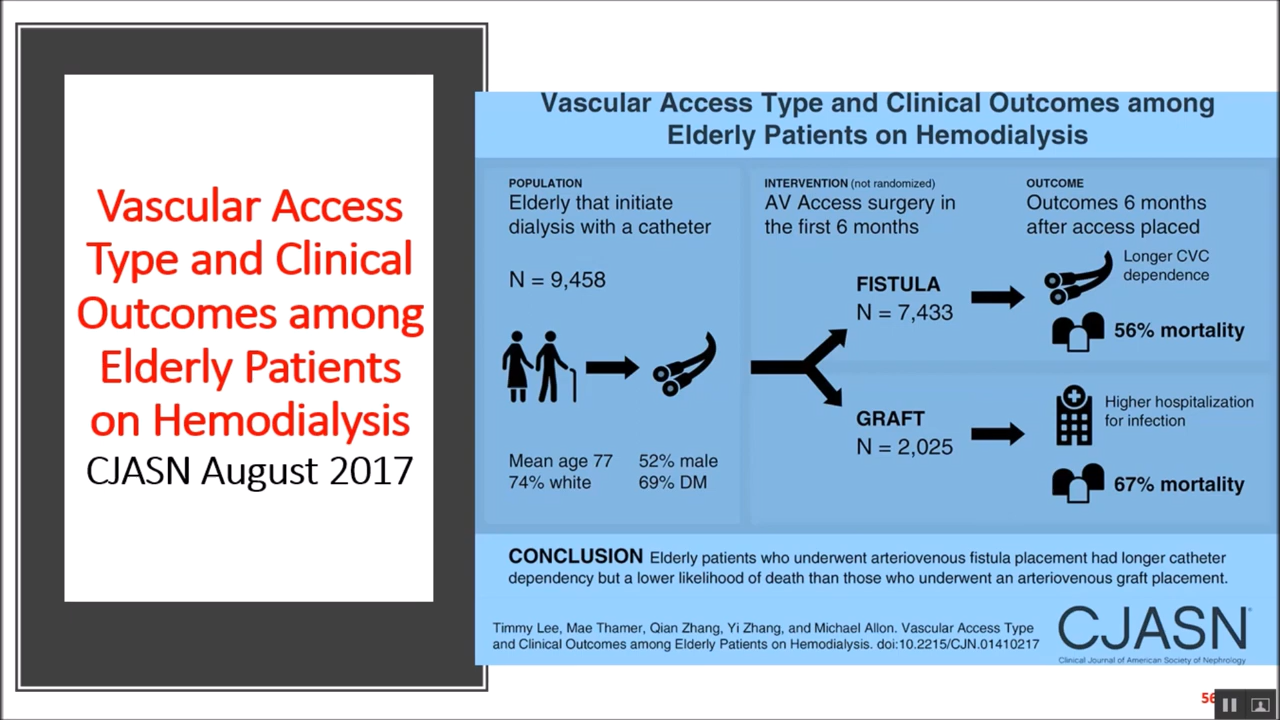 Vascular Access
Type and Clinical
Outcomes among
Elderly Patients
on Hemodialysis
CJASN August 2017
Vascular Access Type and Clinical Outcomes among
Elderly Patients on Hemodialysis
POPULATION
Elderly that initiate
dialysis with a catheter
N = 9,458
Mean age 77
74% white
52% male
69% DM
INTERVENTION (not randomized)
AV Access surgery in
the first 6 months
FISTULA
N = 7,433
GRAFT
N = 2,025
OUTCOME
Outcomes 6 months
after access placed
Longer CVC
dependence
56% mortality
Higher hospitalization
for infection
67% mortality
CONCLUSION Elderly patients who underwent arteriovenous fistula placement had longer catheter
dependency but a lower likelihood of death than those who underwent an arteriovenous graft placement.
Timmy Lee, Mae Thamer, Qian Zhang, Yi Zhang, and Michael Allon. Vascular Access Type
and Clinical Outcomes among Elderly Patients on Hemodialysis. doi:10.2215/CJN.01410217
CJASN
Clinical Journal of American Society of Nephrology